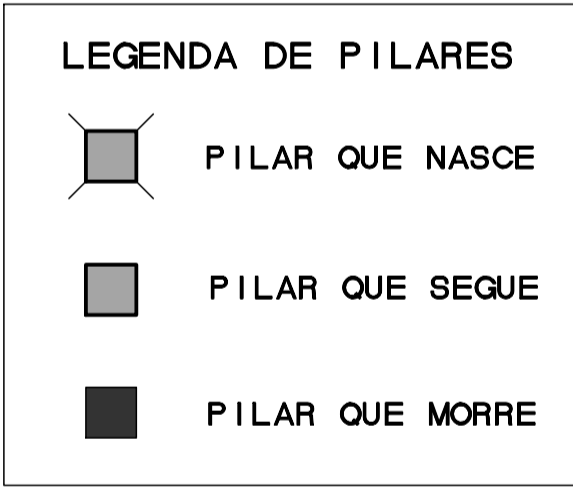 LEGENDA DE PILARES
PILAR QUE NASCE
PILAR QUE SEGUE
PILAR QUE MORRE